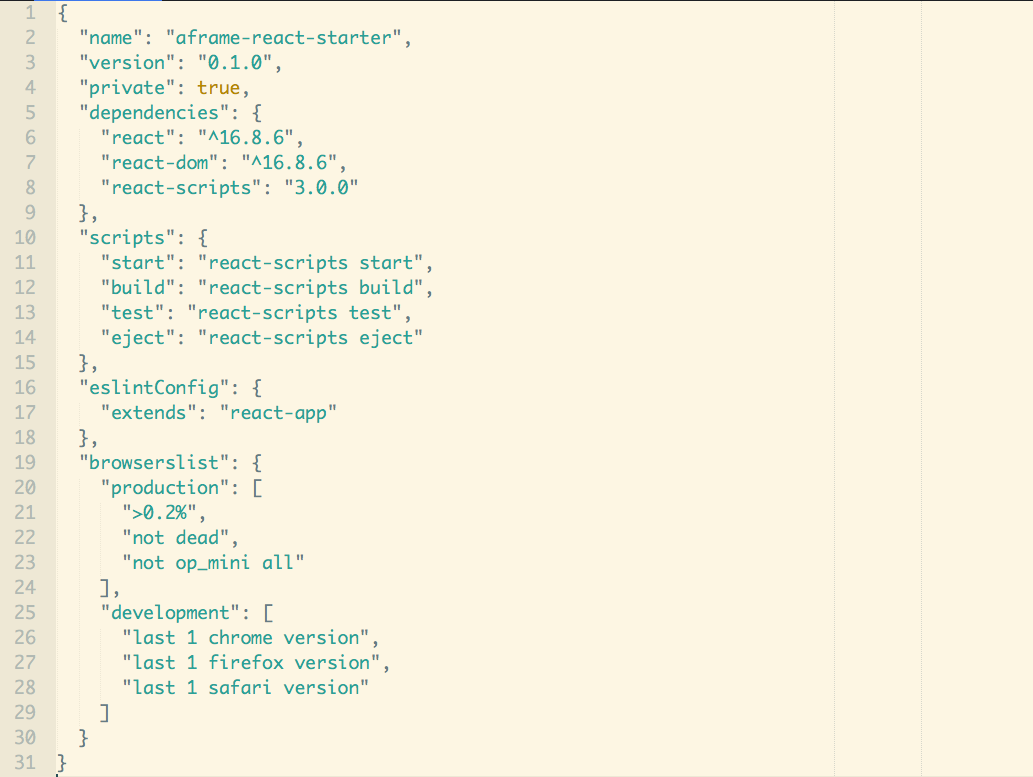 1 {
2   "name": "aframe-react-starter",
3   "version": "0.1.0",
4   "private": true,
5   "dependencies": {
6     "react": "^16.8.6",
7     "react-dom": "^16.8.6",
8     "react-scripts": "3.0.0"
9   },
10   "scripts": {
11     "start": "react-scripts start",
12     "build": "react-scripts build",
13     "test": "react-scripts test",
14     "eject": "react-scripts eject"
15   },
16   "eslintConfig": {
17     "extends": "react-app"
18   },
19   "browserslist": {
20     "production": [
21       ">0.2%",
22       "not dead",
23       "not op_mini all"
24     ],
25     "development": [
26       "last 1 chrome version",
27       "last 1 firefox version",
28       "last 1 safari version"
29     ]
30   }
31 }